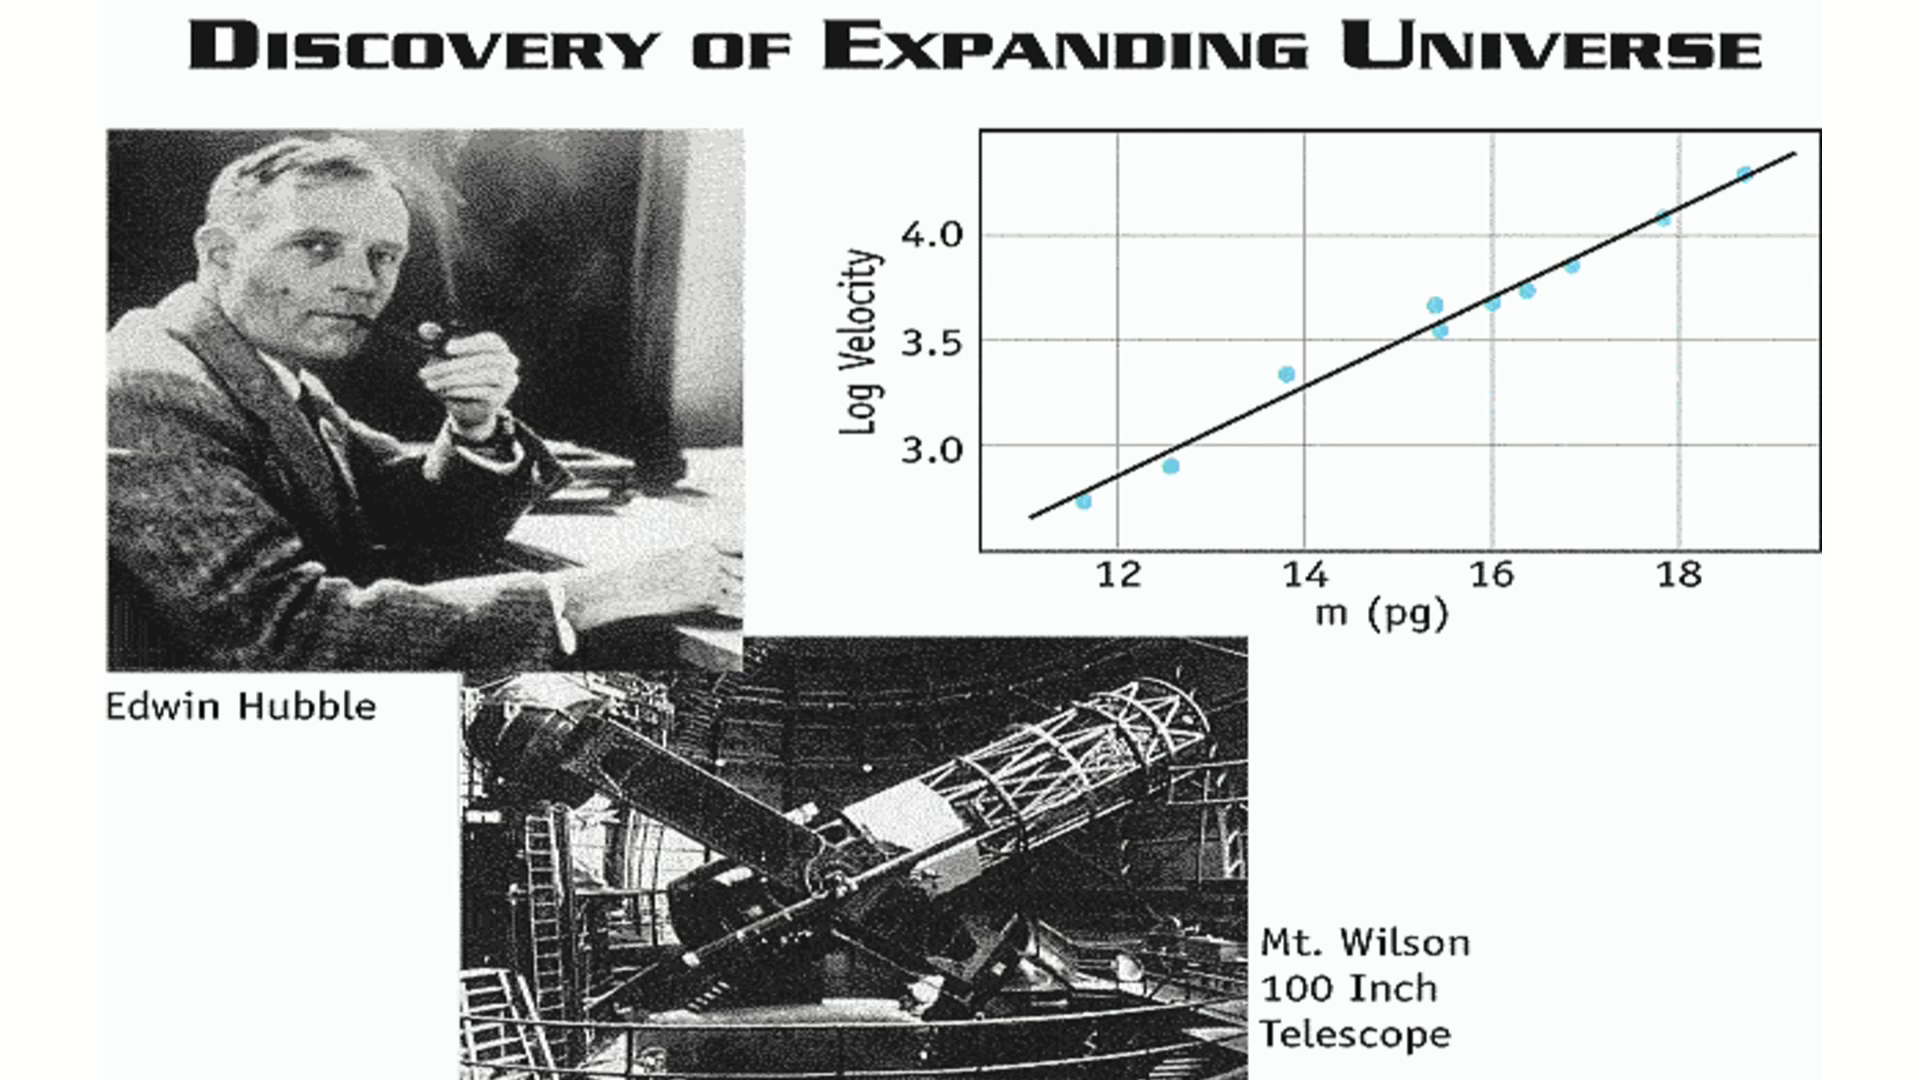 Discovery of Expanding Universe
4.0
3.5
3.0
Log Velocity
12 14 16 18
m (pg)
Edwin Hubble
Mt. Wilson
100 Inch
Telescope